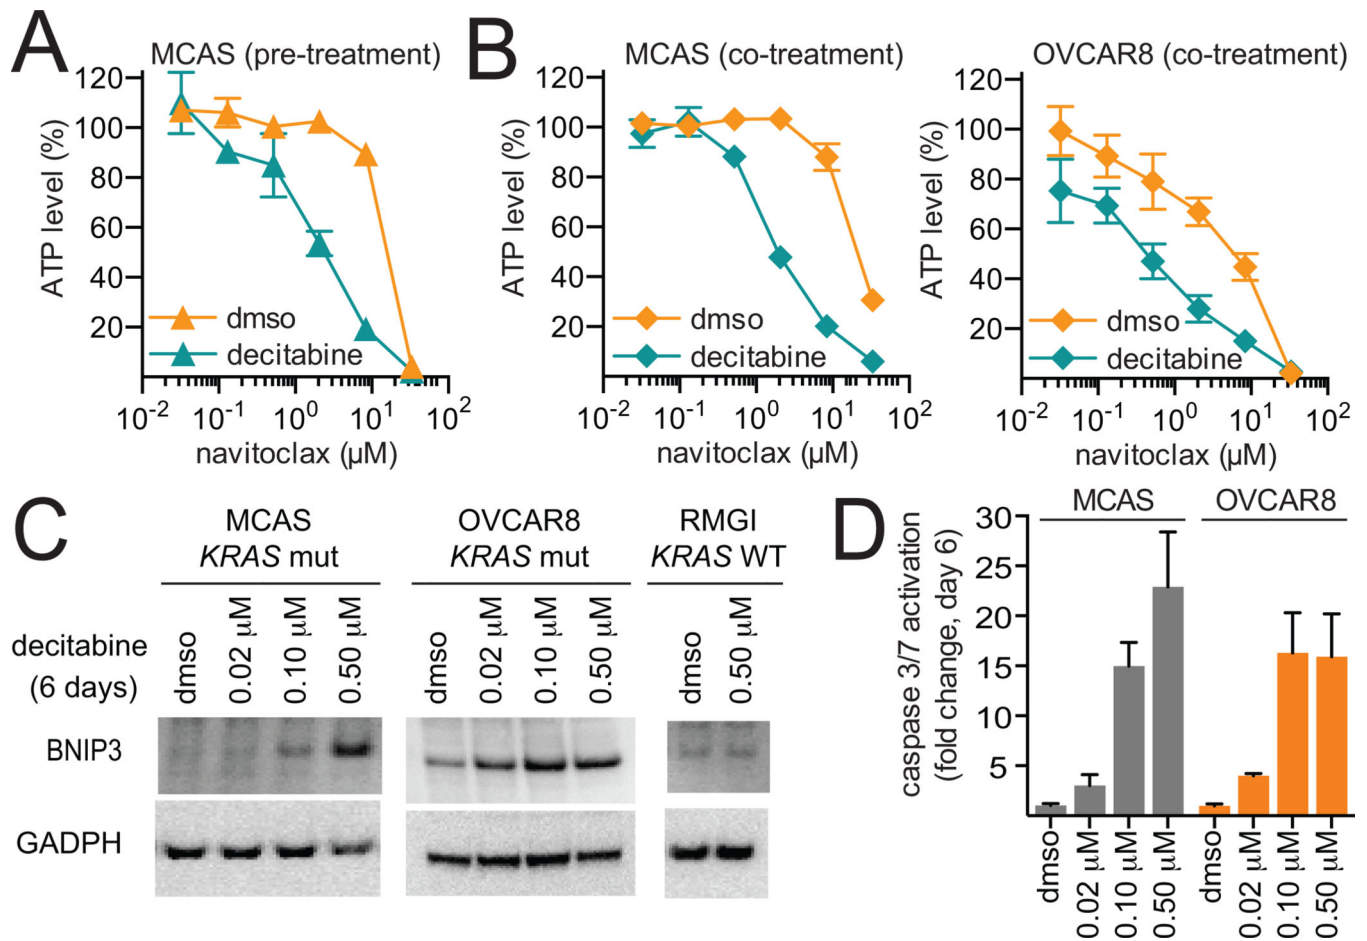 A
MCAS (pre-treatment)
ATP level (%)
120
100
80
60
40
20
dmso
decitabine
10-2
10-1
100
101
102
navitoclax (µM)
B
MCAS (co-treatment)
ATP level (%)
120
100
80
60
40
20
dmso
decitabine
10-2
10-1
100
101
102
navitoclax (µM)
OVCAR8 (co-treatment)
ATP level (%)
120
100
80
60
40
20
dmso
decitabine
10-2
10-1
100
101
102
navitoclax (µM)
C
MCAS
KRAS mut
OVCAR8
KRAS mut
RMGI
KRAS WT
decitabine
(6 days)
dmso
0.02 µM
0.10 µM
0.50 µM
dmso
0.02 µM
0.10 µM
0.50 µM
dmso
0.50 µM
BNIP3
GADPH
D
MCAS
OVCAR8
caspase 3/7 activation
(fold change, day 6)
30
25
20
15
10
5
dmso
0.02 µM
0.10 µM
0.50 µM
dmso
0.02 µM
0.10 µM
0.50 µM